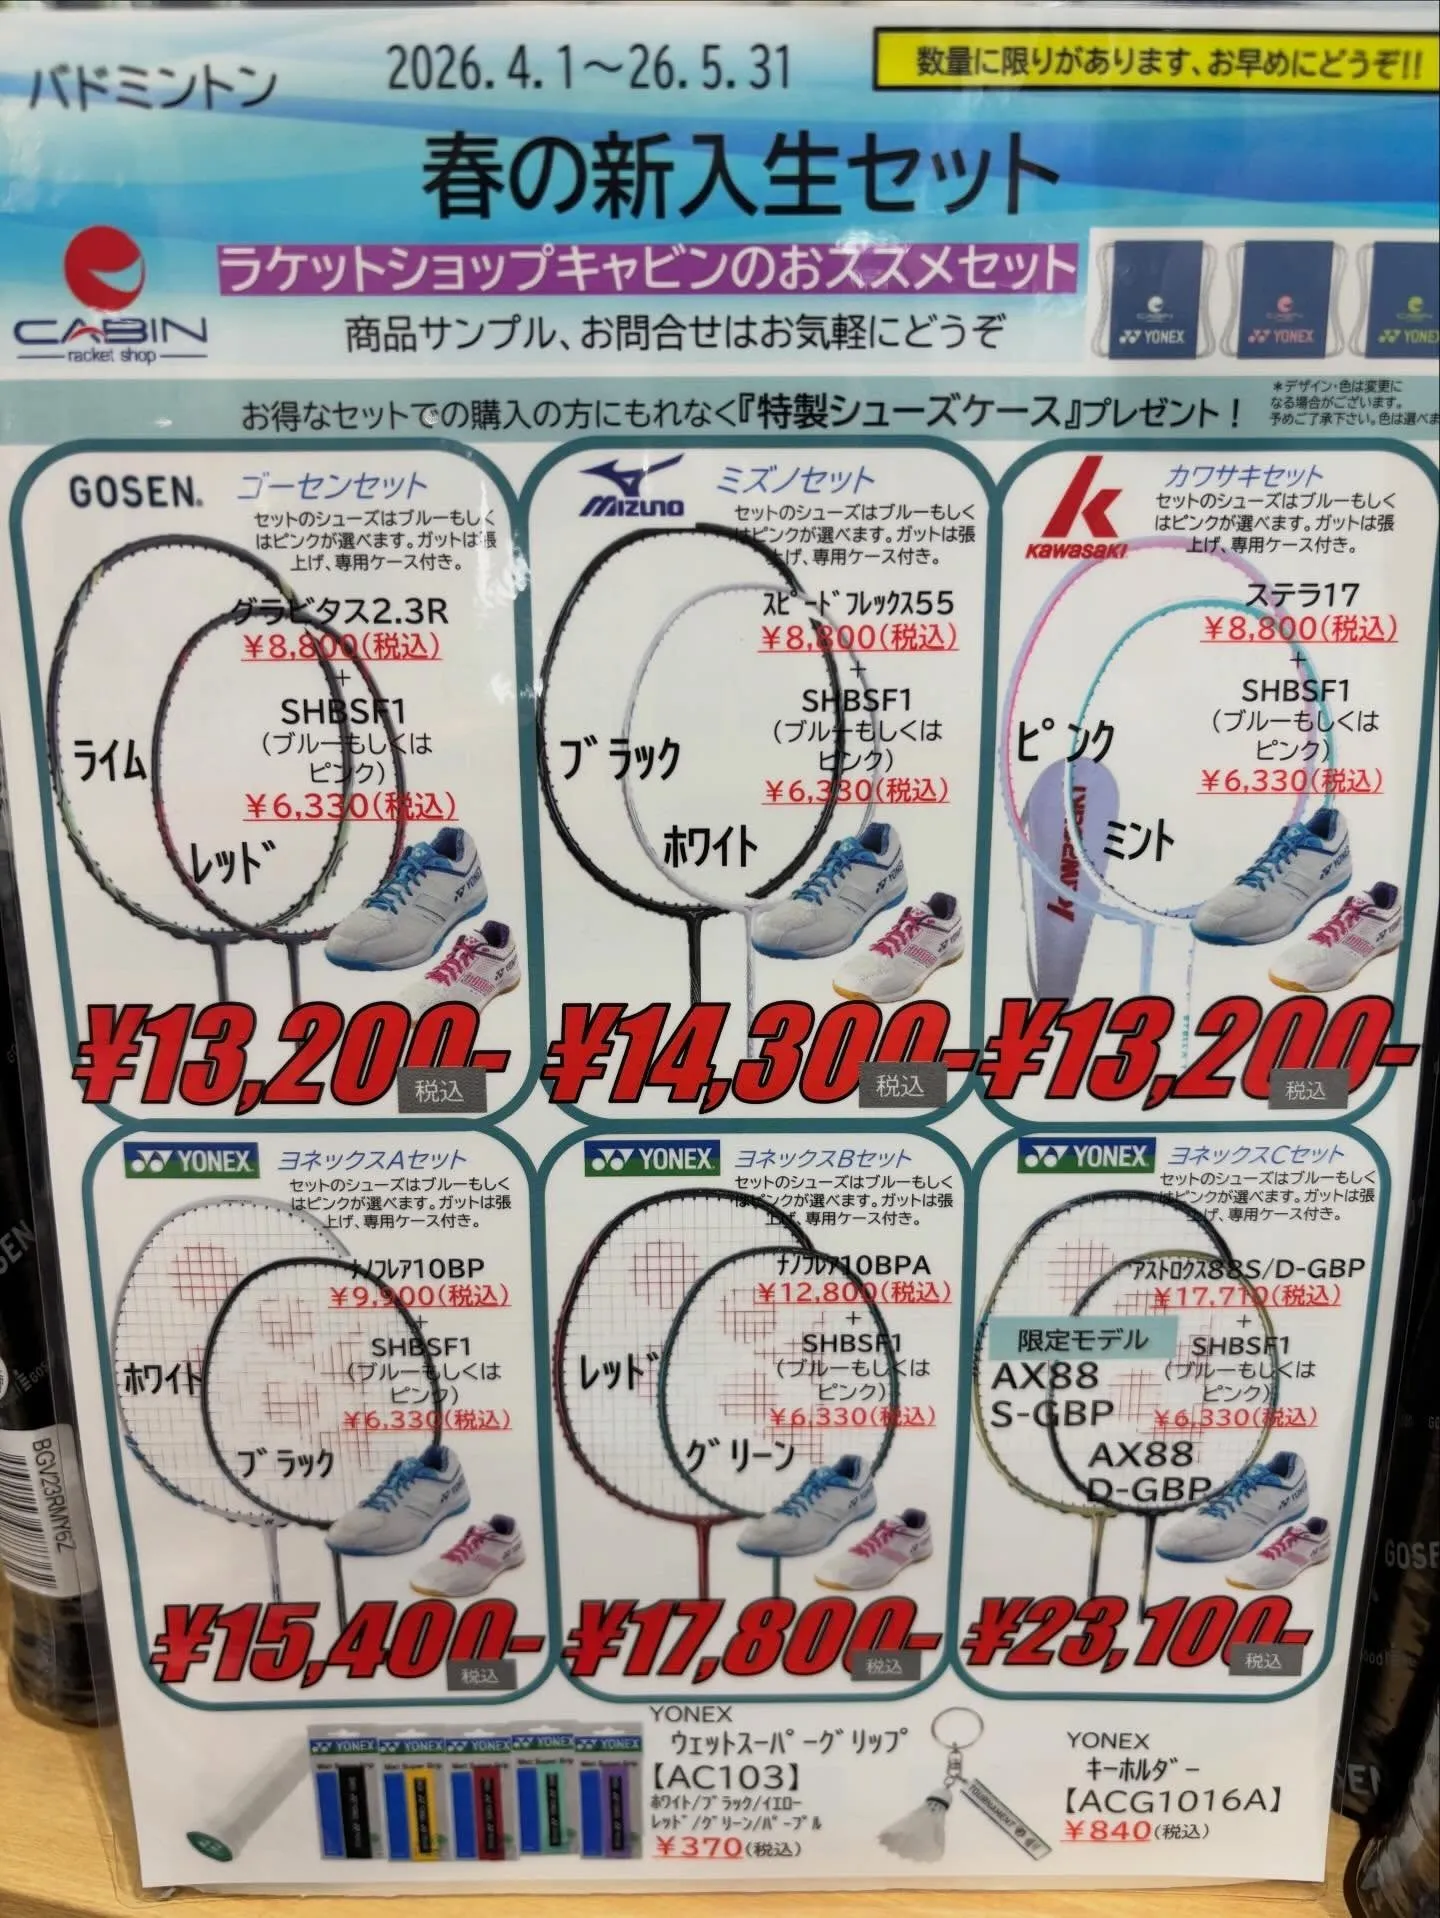 バドミントン
2026.4.1～26.5.31
数量に限りがあります、お早めにどうぞ!!
春の新入生セット
ラケットショップキャビンのおススメセット
CABIN
racket shop
商品サンプル、お問合せはお気軽にどうぞ
CABIN
YONEX
YONEX
YONEX
お得なセットでの購入の方にもれなく『特製シューズケース』プレゼント！
＊デザイン・色は変更に
なる場合がございます。
予めご了承下さい。色は選べま
GOSEN.
ゴーセンセット
セットのシューズはブルーもしく
はピンクが選べます。ガットは張
上げ、専用ケース付き。
グラビタス2.3R
￥8,800(税込)
+
SHBSF1
(ブルーもしくは
ピンク)
￥6,330(税込)
ライム
レッド
¥13,200-
税込
MIZUNO
ミズノセット
セットのシューズはブルーもしく
はピンクが選べます。ガットは張
上げ、専用ケース付き。
スピードフレックス55
￥8,800(税込)
+
SHBSF1
(ブルーもしくは
ピンク)
￥6,330(税込)
ブラック
ホワイト
¥14,300-
税込
KAWASAKI
カワサキセット
セットのシューズはブルーもしく
はピンクが選べます。ガットは張
上げ、専用ケース付き。
ステラ17
￥8,800(税込)
+
SHBSF1
(ブルーもしくは
ピンク)
￥6,330(税込)
ピンク
ミント
¥13,200-
税込
YONEX
ヨネックスAセット
セットのシューズはブルーもしく
はピンクが選べます。ガットは張
上げ、専用ケース付き。
ナノフレア10BP
￥9,900(税込)
+
SHBSF1
(ブルーもしくは
ピンク)
￥6,330(税込)
ホワイト
ブラック
¥15,400-
税込
YONEX
ヨネックスBセット
セットのシューズはブルーもしく
はピンクが選べます。ガットは張
上げ、専用ケース付き。
ナノフレア10BPA
￥12,800(税込)
+
SHBSF1
(ブルーもしくは
ピンク)
￥6,330(税込)
レッド
グリーン
¥17,800-
税込
YONEX
ヨネックスCセット
セットのシューズはブルーもしく
はピンクが選べます。ガットは張
上げ、専用ケース付き。
アストロクス88S/D-GBP
￥17,710(税込)
+
SHBSF1
(ブルーもしくは
ピンク)
￥6,330(税込)
限定モデル
AX88
S-GBP
AX88
D-GBP
¥23,100-
税込
YONEX
YONEX
YONEX
YONEX
YONEX
YONEX
ウェットスーパーグリップ
【AC103】
ホワイト/ブラック/イエロー
レッド/グリーン/パープル
￥370(税込)
TOURNAMENT
YONEX
キーホルダー
【ACG1016A】
￥840(税込)
BGV23RMY6Z
GOSE